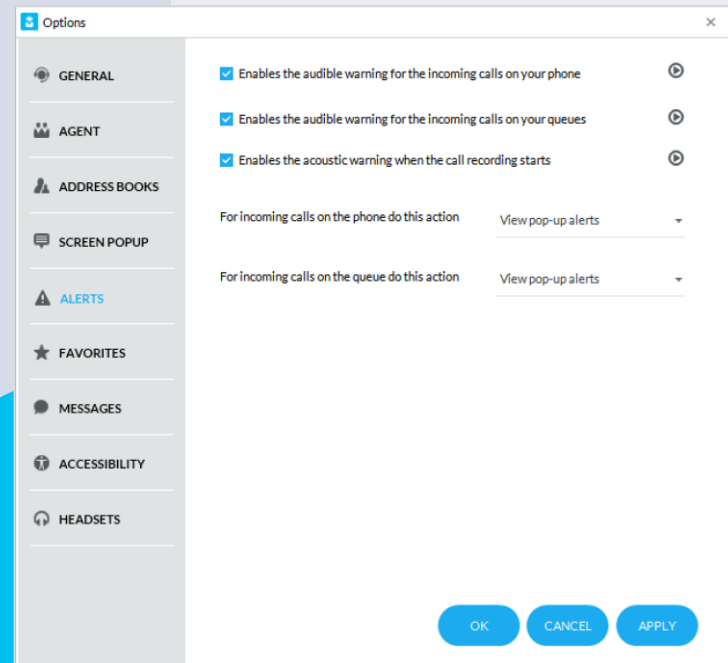 Options
GENERAL
AGENT
ADDRESS BOOKS
SCREEN POPUP
ALERTS
FAVORITES
MESSAGES
ACCESSIBILITY
HEADSETS
Enables the audible warning for the incoming calls on your phone
Enables the audible warning for the incoming calls on your queues
Enables the acoustic warning when the call recording starts
For incoming calls on the phone do this action View pop-up alerts
For incoming calls on the queue do this action View pop-up alerts
OK CANCEL APPLY